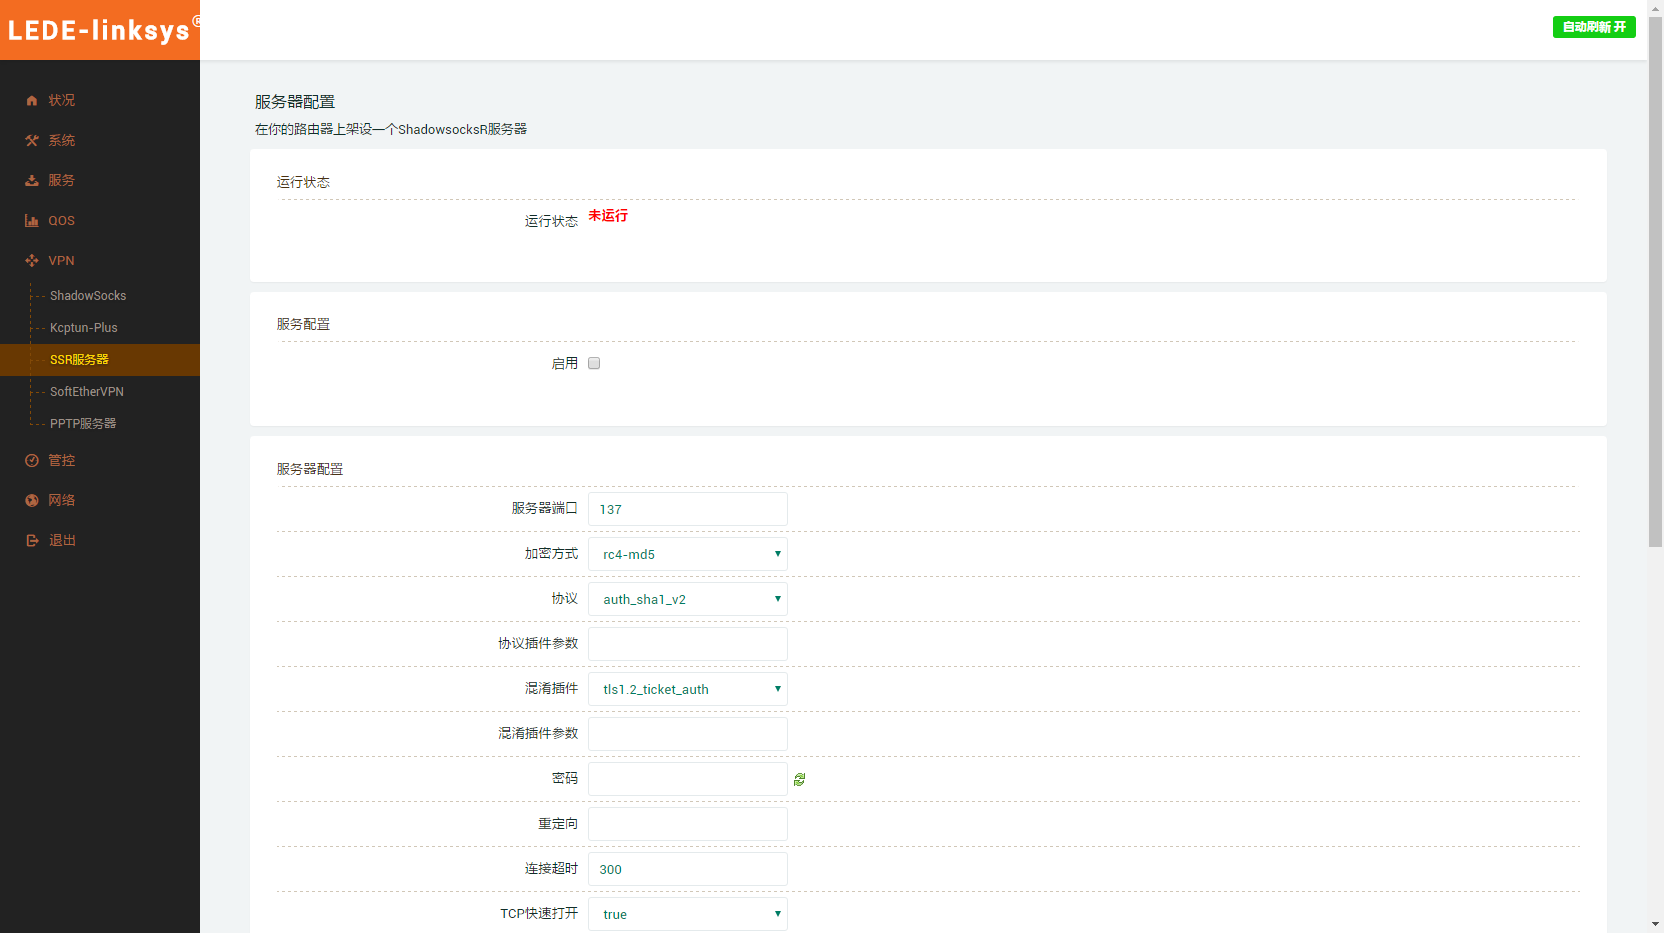 LEDE-linksys®
自动刷新 开
状况
系统
服务
QOS
VPN
ShadowSocks
Kcptun-Plus
SSR服务器
SoftEtherVPN
PPTP服务器
管控
网络
退出
服务器配置
在你的路由器上架设一个ShadowsocksR服务器
运行状态
运行状态 未运行
服务配置
启用
服务器配置
服务器端口 137
加密方式 rc4-md5
协议 auth_sha1_v2
协议插件参数
混淆插件 tls1.2_ticket_auth
混淆插件参数
密码
重定向
连接超时 300
TCP快速打开 true